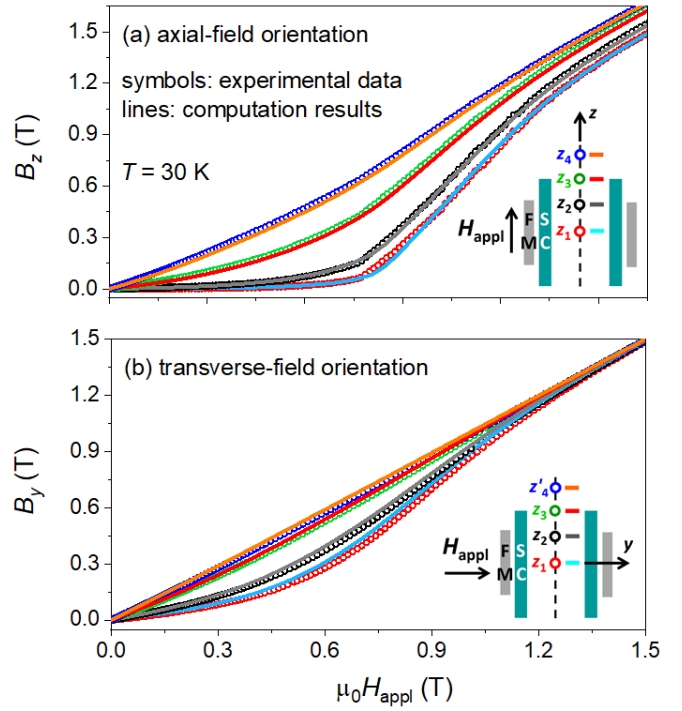 (a) axial-field orientation
symbols: experimental data
lines: computation results
T = 30 K
B_z (T)
1.5
1.2
0.9
0.6
0.3
0.0
z
z_4
z_3
z_2
z_1
F S
M C
H_appl
(b) transverse-field orientation
B_y (T)
1.5
1.2
0.9
0.6
0.3
0.0
z'_4
z_3
z_2
z_1
F S
M C
H_appl
y
0.0 0.3 0.6 0.9 1.2 1.5
μ_0H_appl (T)